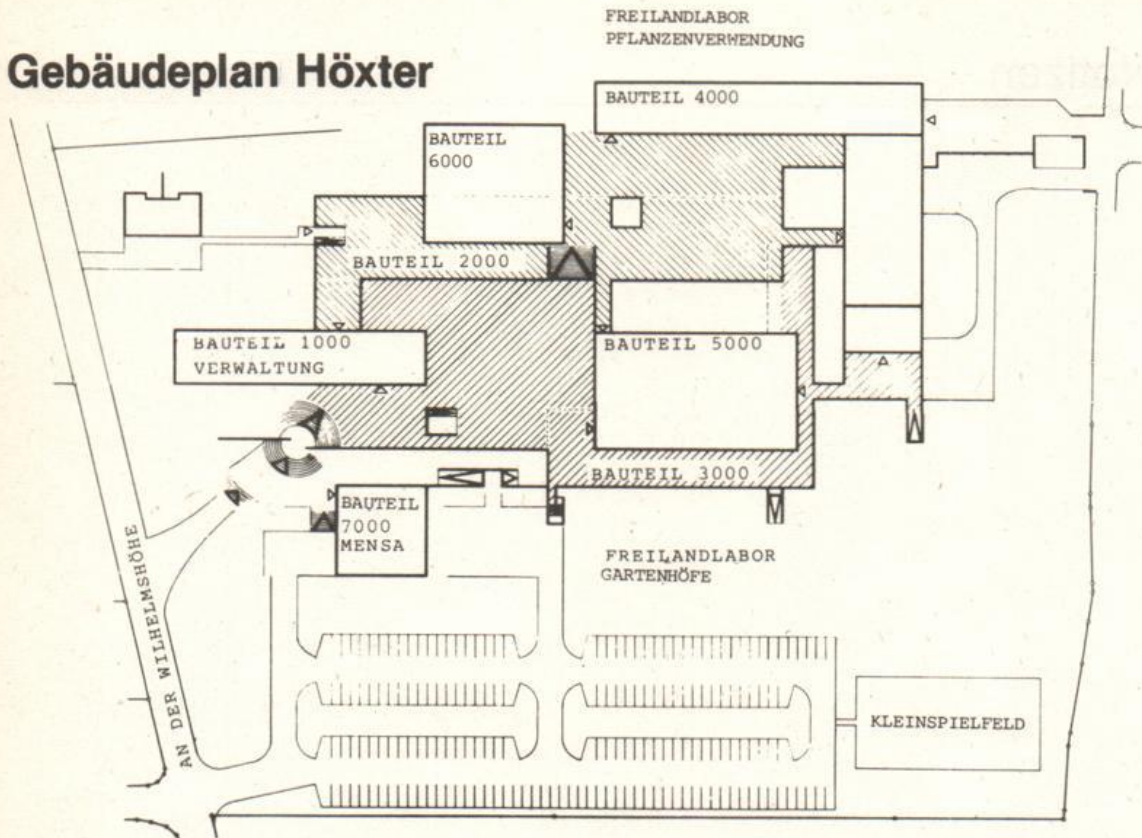 FREILANDLABOR
PFLANZENVERWENDUNG
Gebäudeplan Höxter
BAUTEIL 4000
BAUTEIL
6000
BAUTEIL 2000
BAUTEIL 1000
VERWALTUNG
BAUTEIL 5000
BAUTEIL 3000
BAUTEIL
7000
MENSA
FREILANDLABOR
GARTENHÖFE
AN DER WILHELMSHÖHE
KLEINSPIELFELD